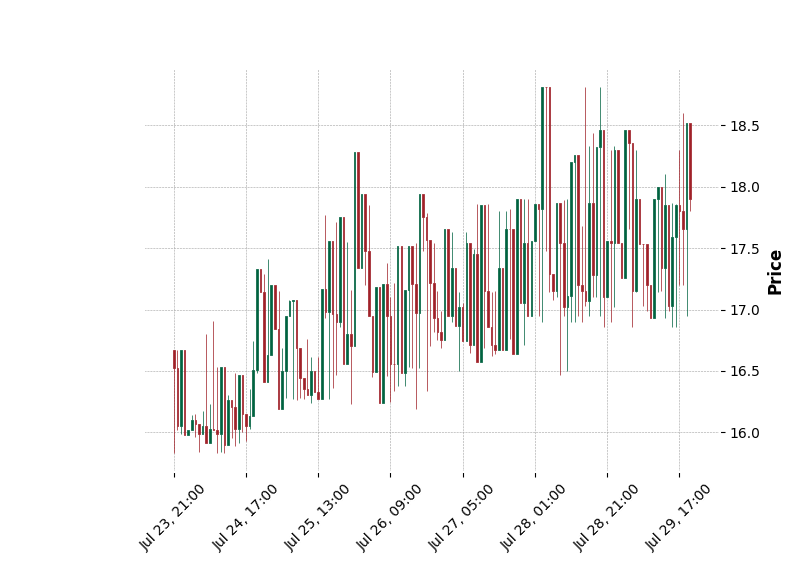 18.5
18.0
17.5
17.0
16.5
16.0
Price
Jul 23, 21:00
Jul 24, 17:00
Jul 25, 13:00
Jul 26, 09:00
Jul 27, 05:00
Jul 28, 01:00
Jul 28, 21:00
Jul 29, 17:00